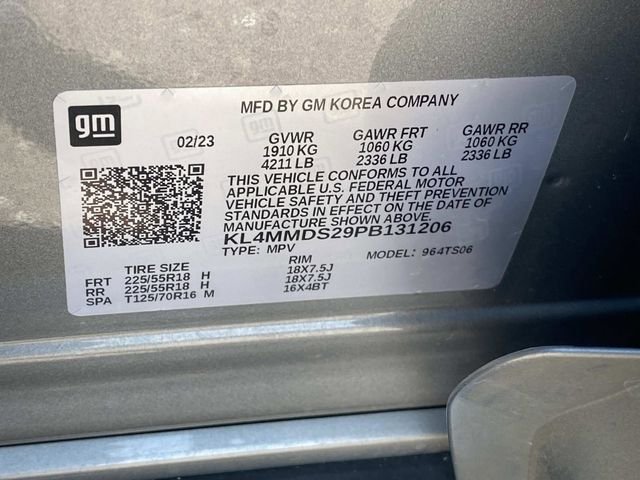 gm
MFD BY GM KOREA COMPANY
02/23 GVWR GAWR FRT GAWR RR
1910 KG 1060 KG 1060 KG
4211 LB 2336 LB 2336 LB
THIS VEHICLE CONFORMS TO ALL
APPLICABLE U.S. FEDERAL MOTOR
VEHICLE SAFETY AND THEFT PREVENTION
STANDARDS IN EFFECT ON THE DATE OF
MANUFACTURE SHOWN ABOVE.
KL4MMDS29PB131206
TYPE: MPV MODEL: 964TS06
TIRE SIZE RIM
FRT 225/55R18 H 18X7.5J
RR 225/55R18 H 18X7.5J
SPA T125/70R16 M 16X4BT